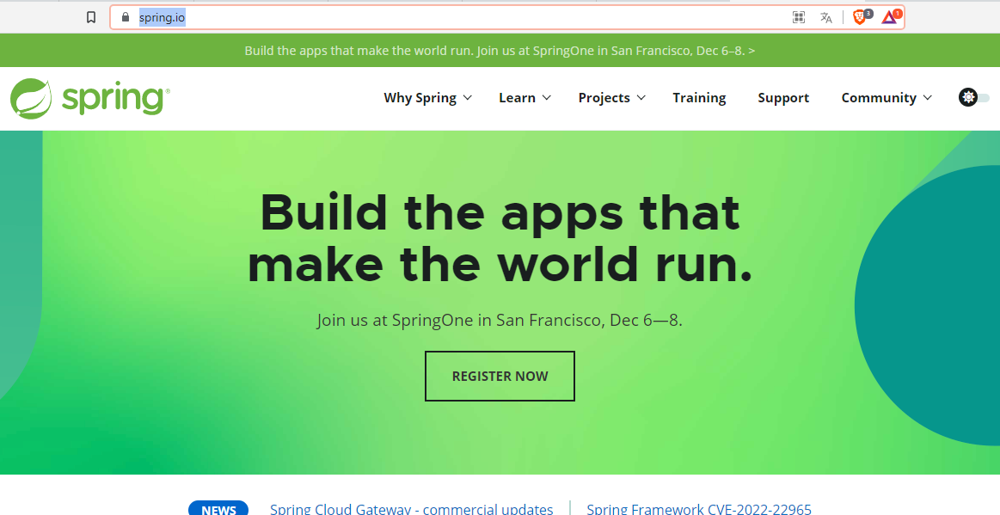 spring.io
3
1
Build the apps that make the world run. Join us at SpringOne in San Francisco, Dec 6–8. >
spring®
Why Spring
Learn
Projects
Training
Support
Community
Build the apps that
make the world run.
Join us at SpringOne in San Francisco, Dec 6—8.
REGISTER NOW
NEWS
Spring Cloud Gateway - commercial updates
Spring Framework CVE-2022-22965